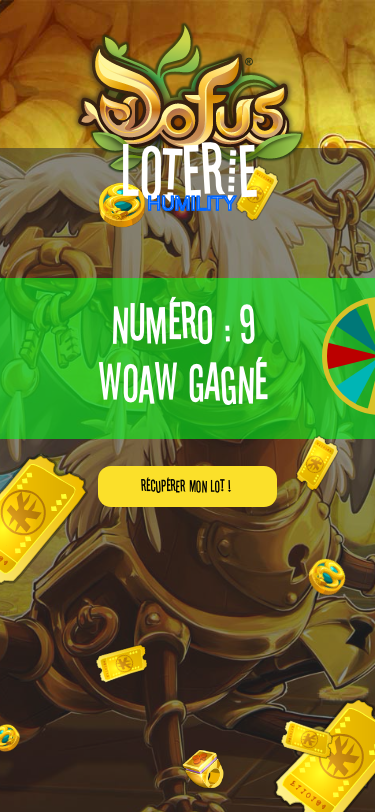 Dofus®
LOTERIE
HUMILITY
NUMÉRO : 9
WOAW GAGNÉ
RÉCUPÉRER MON LOT !